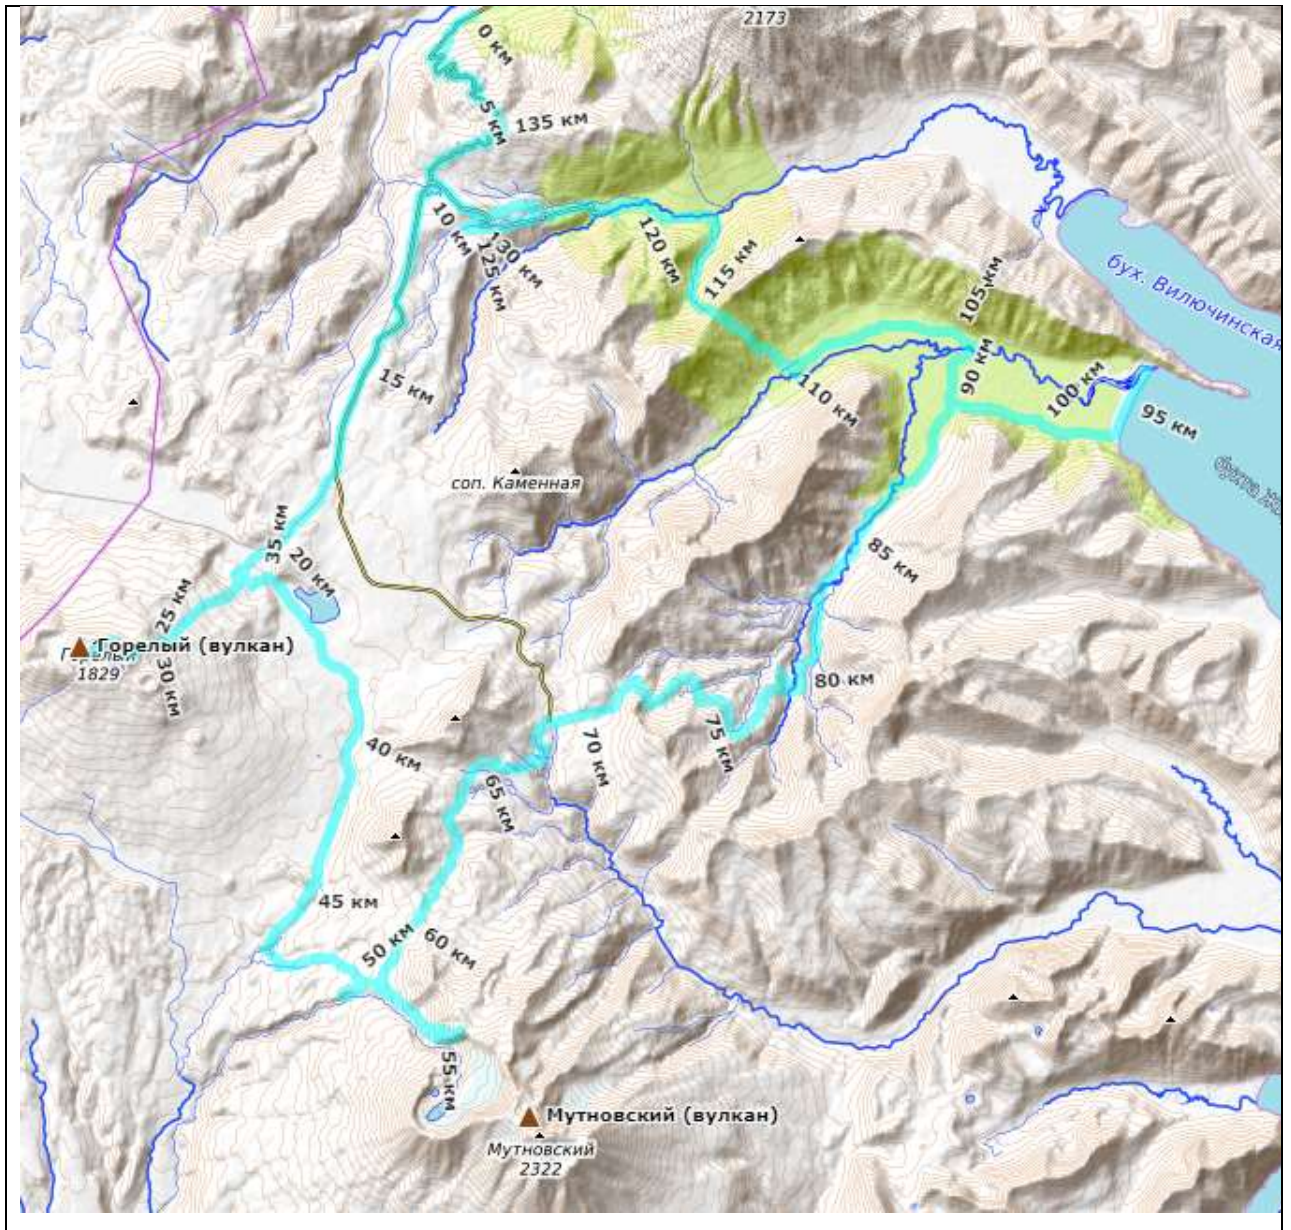 2173
0 км
5 км
135 км
10 км
130 км
125 км
120 км
115 км
105 км
бух. Вилючинская
15 км
110 км
90 км
100 км
95 км
соп. Каменная
бухта
35 км
20 км
85 км
25 км
Горелый (вулкан)
Горелый
1829
30 км
80 км
40 км
70 км
75 км
65 км
45 км
50 км
60 км
55 км
Мутновский (вулкан)
Мутновский
2322